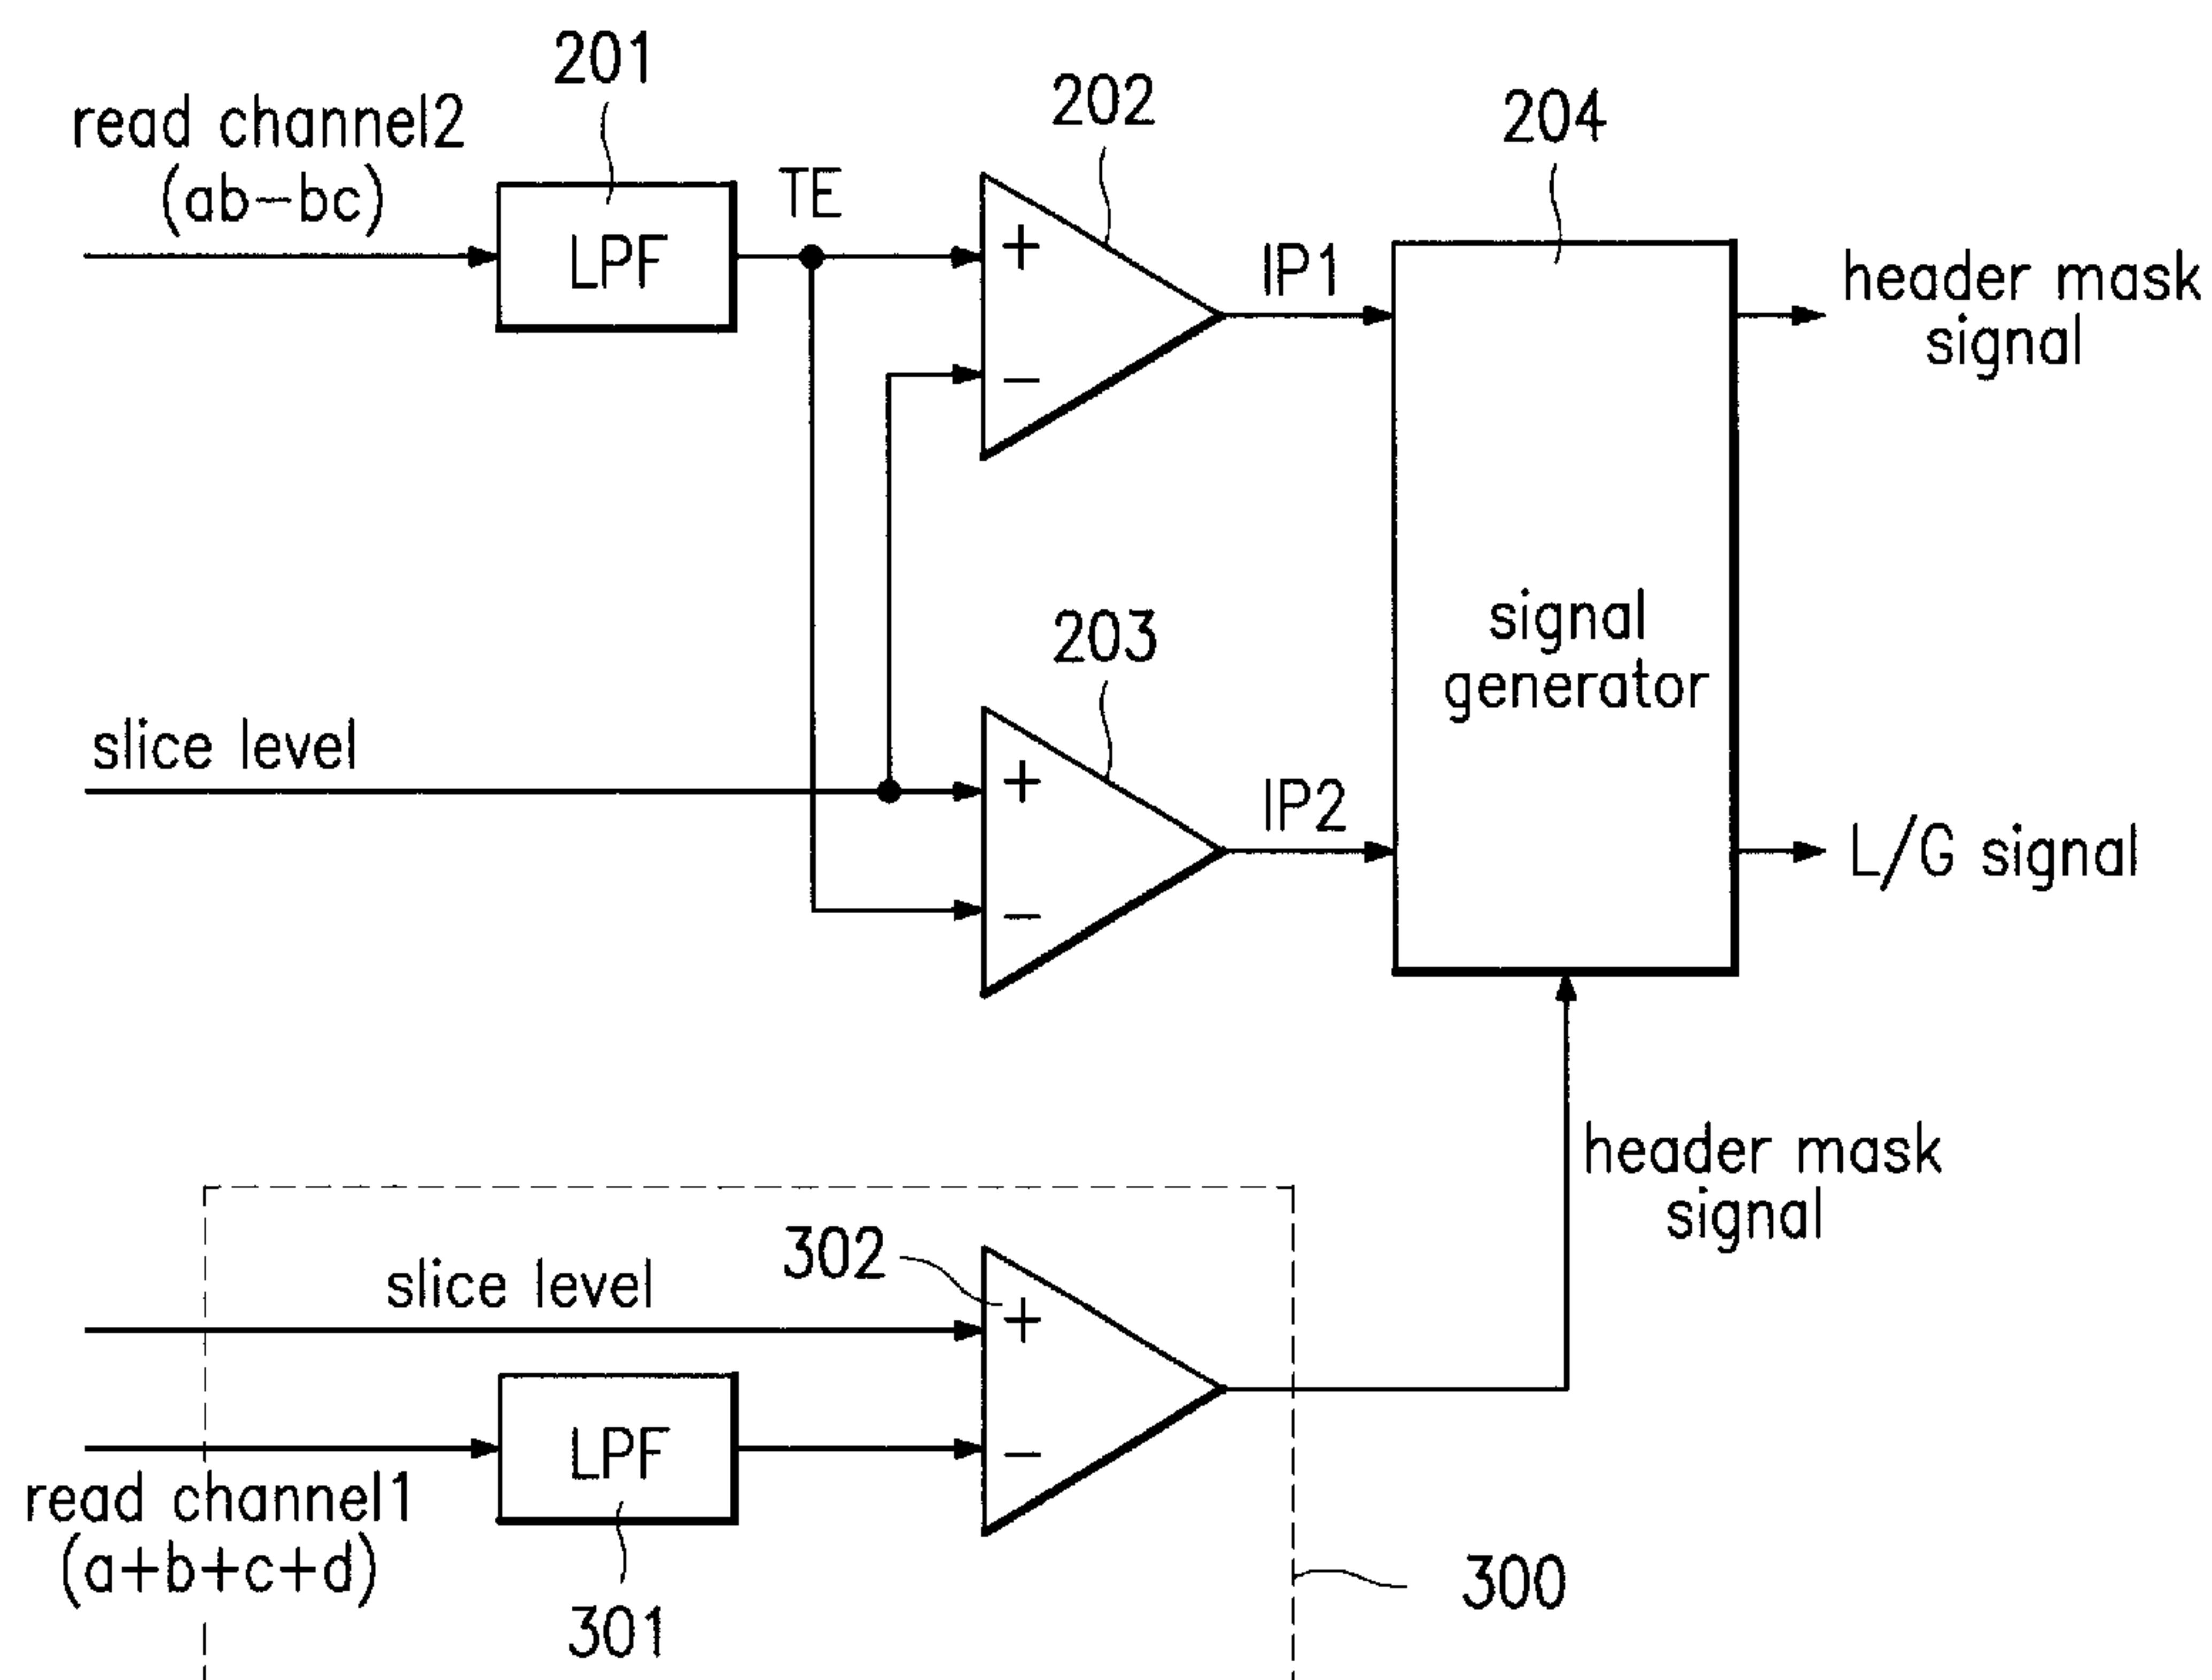 201
read channel2
(ab-bc)
LPF
TE
202
+
−
IP1
204
header mask
signal
signal
generator
203
slice level
+
−
IP2
L/G signal
header mask
signal
302
slice level
+
−
LPF
read channel1
(a+b+c+d)
301
300